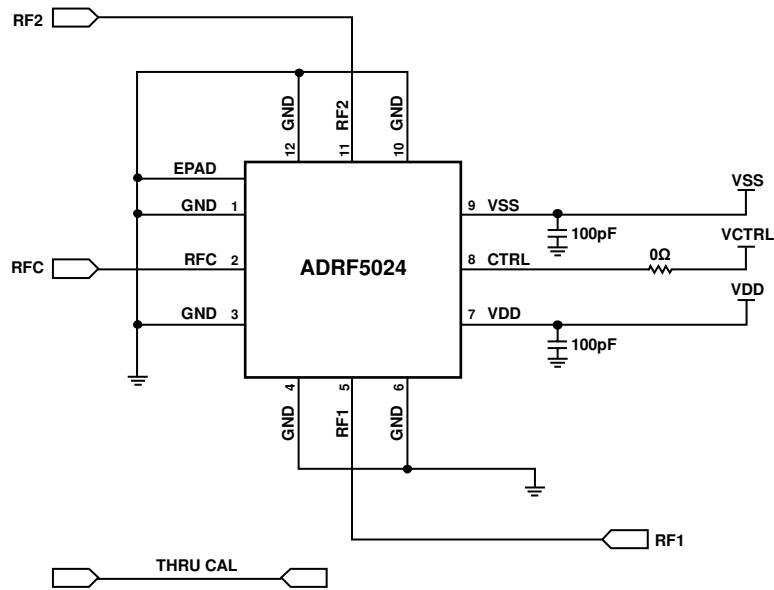 RF2
GND
RF2
GND
12
11
10
EPAD
GND 1
9 VSS
VSS
100pF
VCTRL
RFC
RFC 2
ADRF5024
8 CTRL
0Ω
VDD
GND 3
7 VDD
100pF
4
5
6
GND
RF1
GND
RF1
THRU CAL